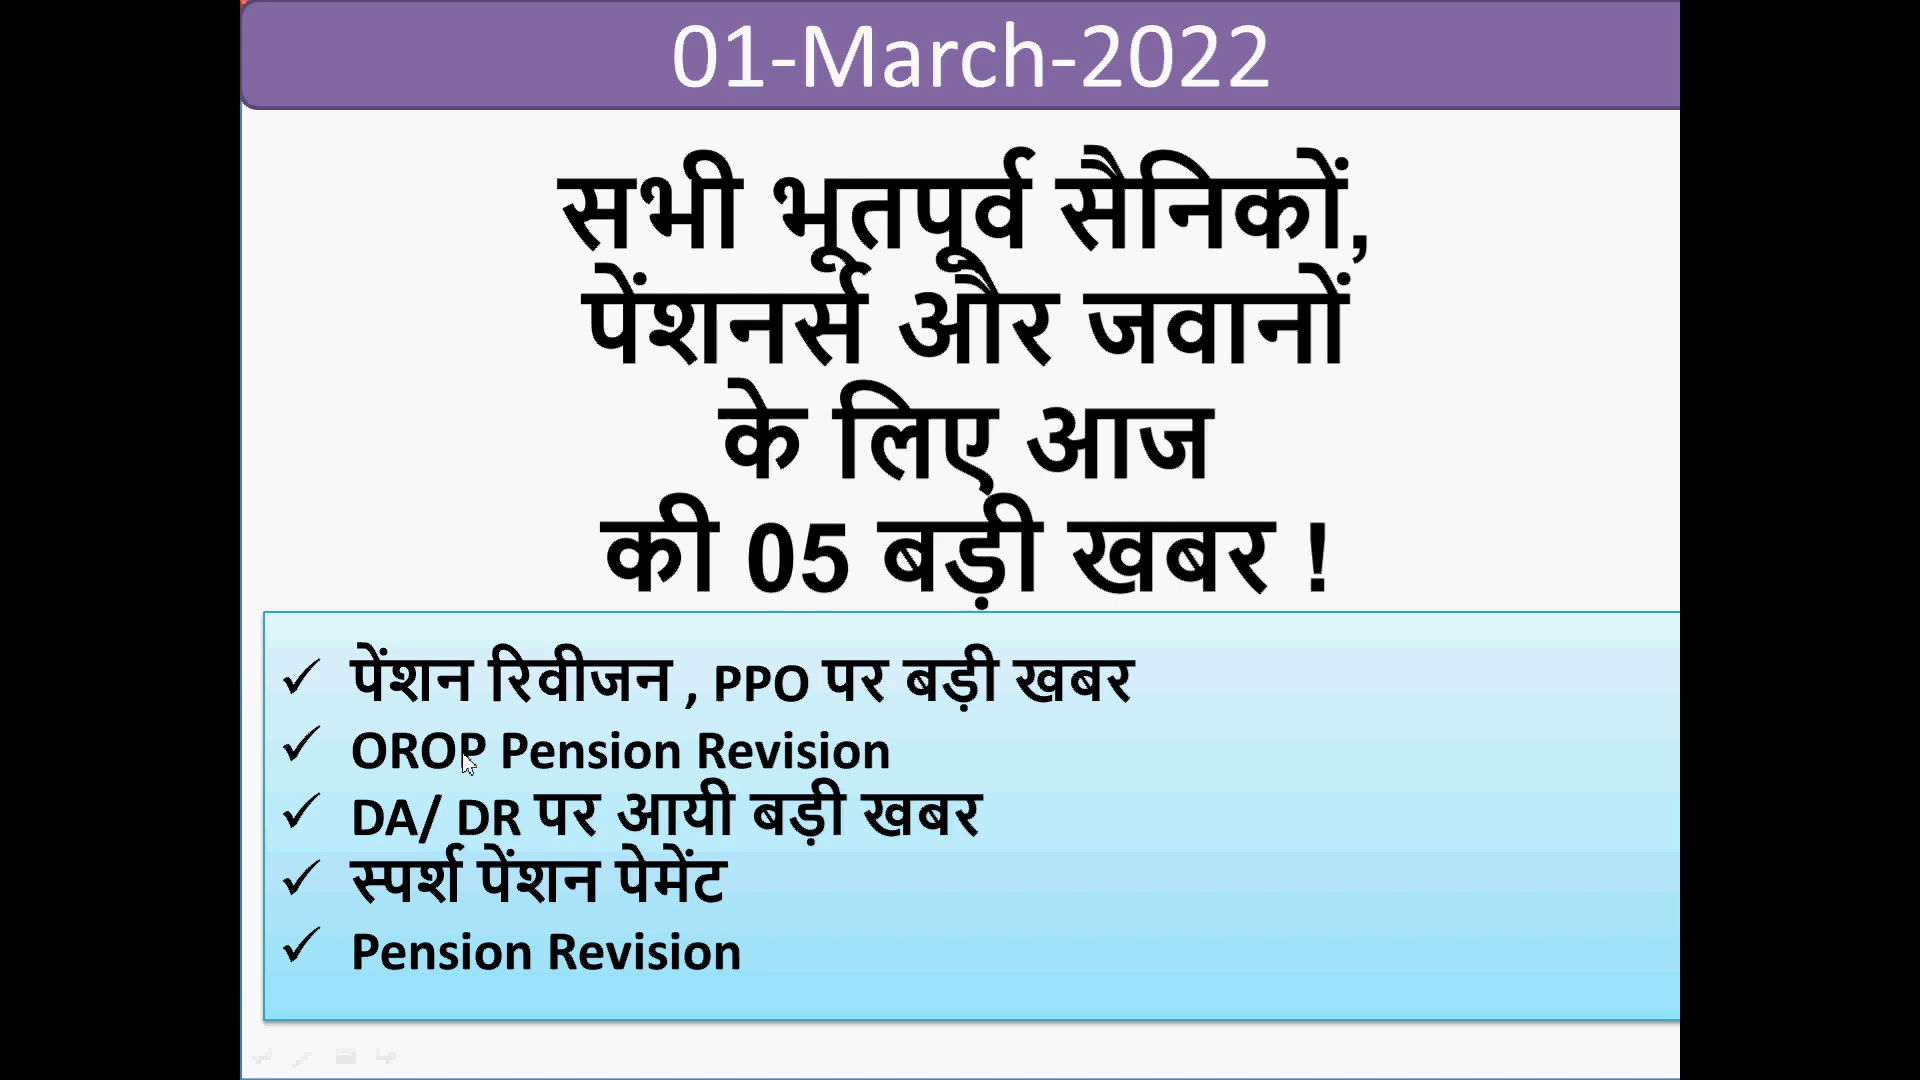 01-March-2022
सभी भूतपूर्व सैनिकों,
पेंशनर्स और जवानों
के लिए आज
की 05 बड़ी खबर !
✓ पेंशन रिवीजन , PPO पर बड़ी खबर
✓ OROP Pension Revision
✓ DA/ DR पर आयी बड़ी खबर
✓ स्पर्श पेंशन पेमेंट
✓ Pension Revision